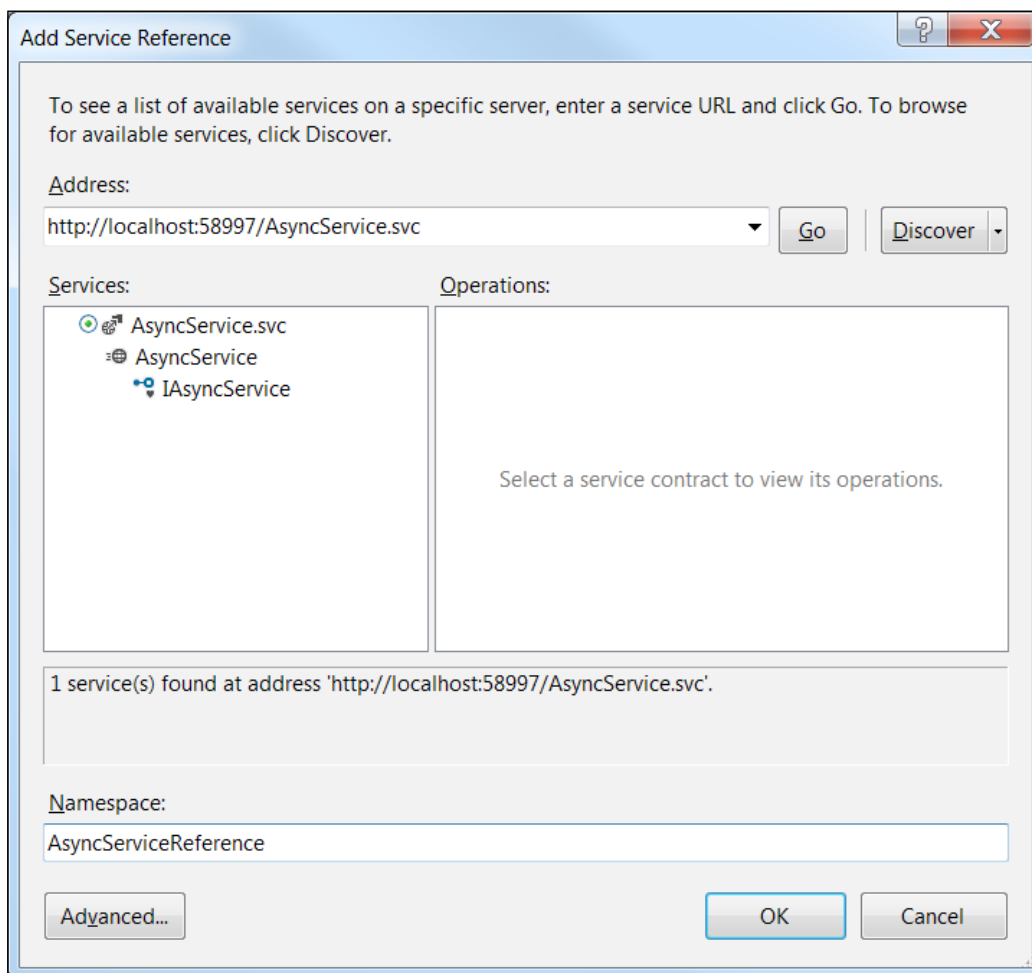 Add Service Reference
To see a list of available services on a specific server, enter a service URL and click Go. To browse
for available services, click Discover.
Address:
http://localhost:58997/AsyncService.svc
Go
Discover
Services:
Operations:
AsyncService.svc
AsyncService
IAsyncService
Select a service contract to view its operations.
1 service(s) found at address 'http://localhost:58997/AsyncService.svc'.
Namespace:
AsyncServiceReference
Advanced...
OK
Cancel